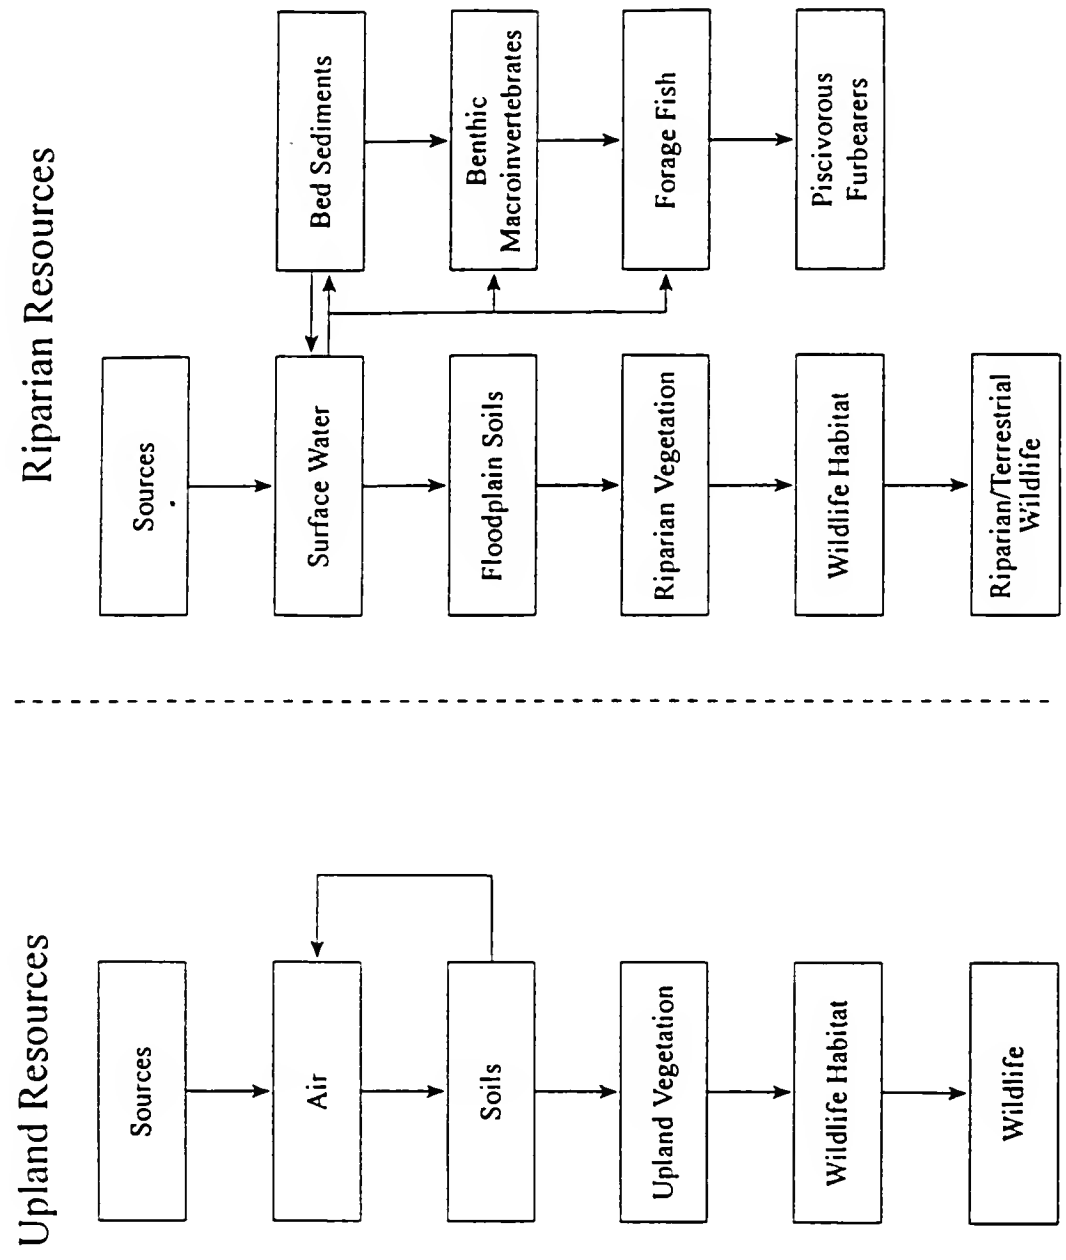 Upland Resources
Sources
Air
Soils
Upland Vegetation
Wildlife Habitat
Wildlife
Riparian Resources
Sources
Surface Water
Floodplain Soils
Riparian Vegetation
Wildlife Habitat
Riparian/Terrestrial
Wildlife
Bed Sediments
Benthic
Macroinvertebrates
Forage Fish
Piscivorous
Furbearers